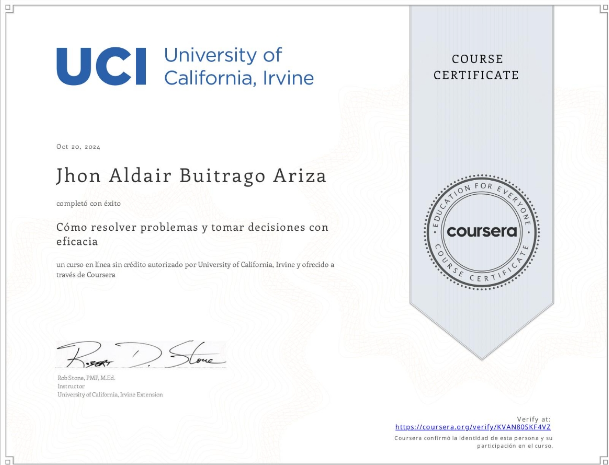 UCI University of
California, Irvine
COURSE
CERTIFICATE
Oct 20, 2024
Jhon Aldair Buitrago Ariza
completó con éxito
Cómo resolver problemas y tomar decisiones con
eficacia
un curso en línea sin crédito autorizado por University of California, Irvine y ofrecido a
través de Coursera
EDUCATION FOR EVERYONE
coursera
COURSE CERTIFICATE
Rob Stone, PMP, M.Ed.
Instructor
University of California, Irvine Extension
Verify at:
https://coursera.org/verify/KVAN80SKF4VZ
Coursera confirmó la identidad de esta persona y su
participación en el curso.